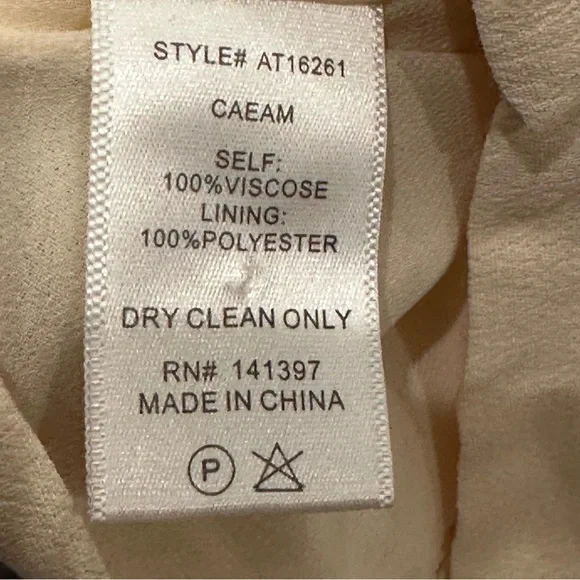 STYLE# AT16261
CAEAM
SELF:
100%VISCOSE
LINING:
100%POLYESTER
DRY CLEAN ONLY
RN# 141397
MADE IN CHINA
P